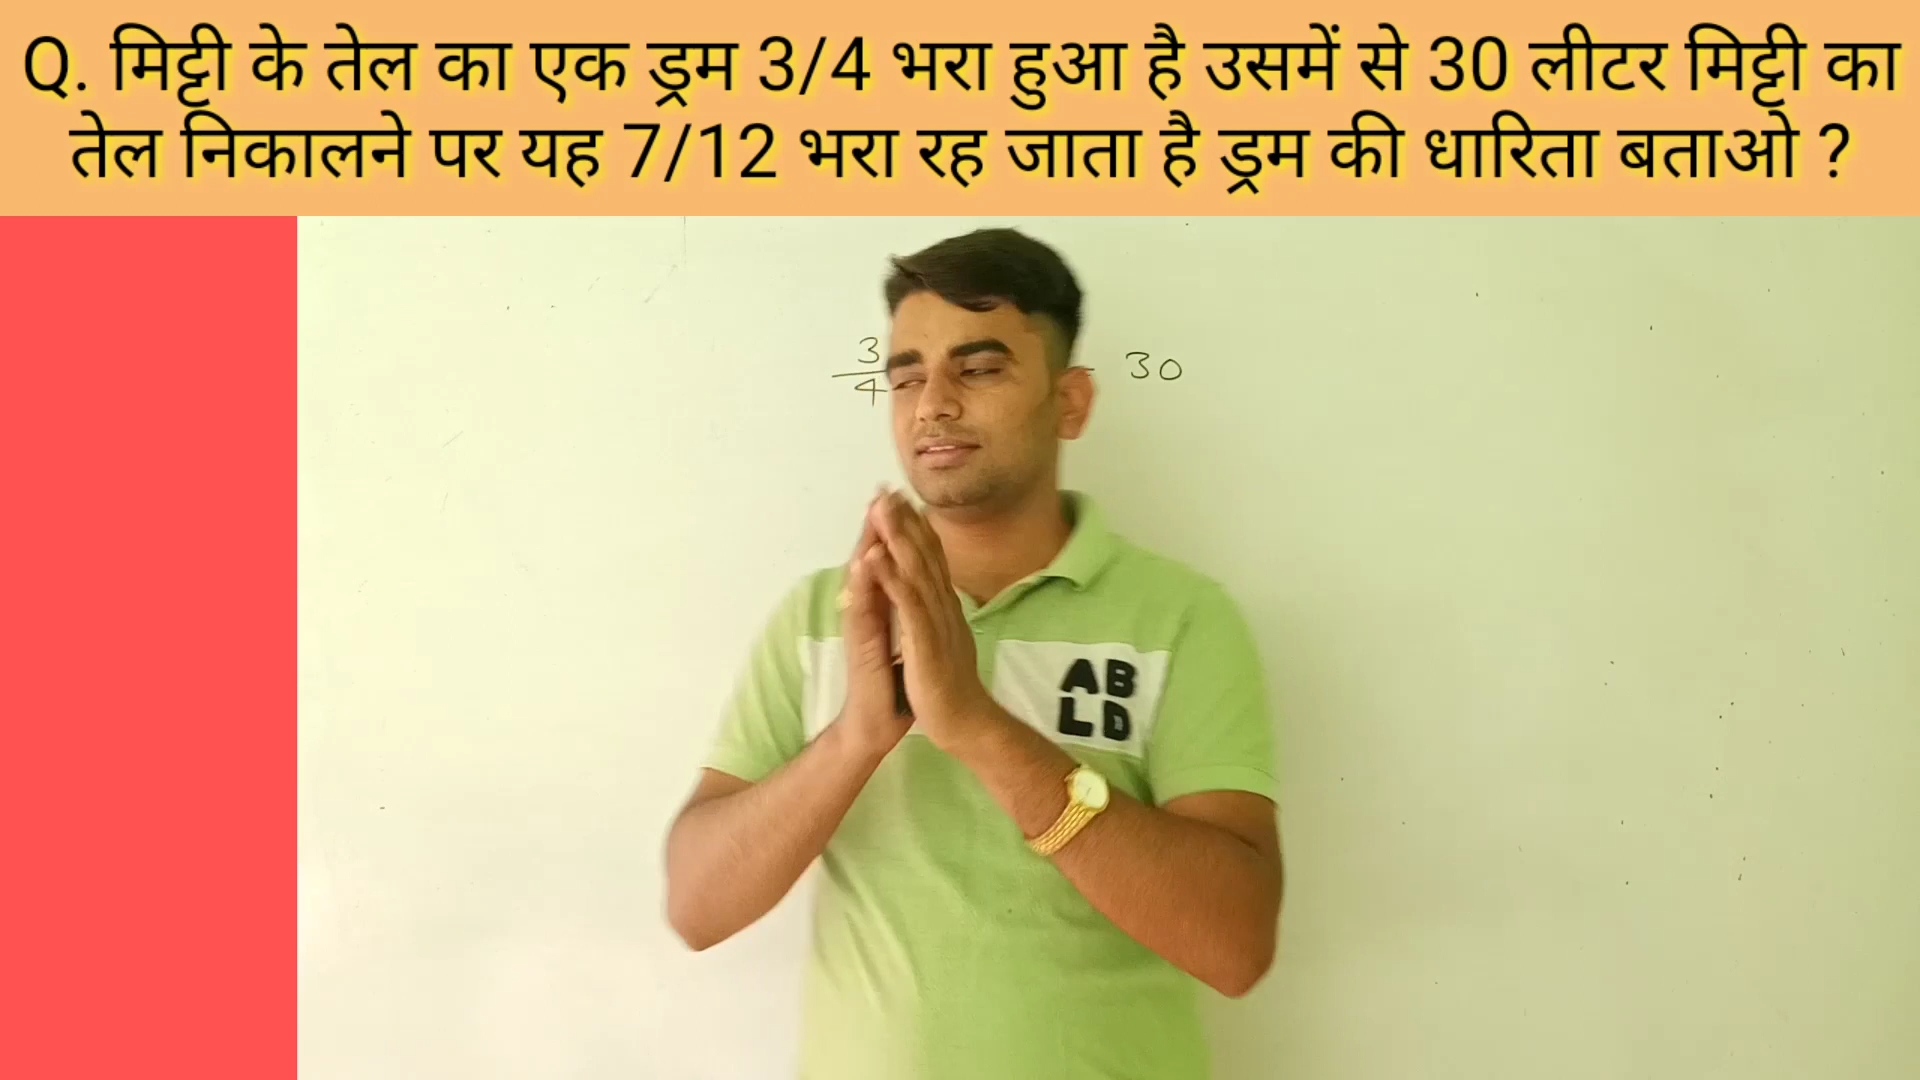 Q. मिट्टी के तेल का एक ड्रम 3/4 भरा हुआ है उसमें से 30 लीटर मिट्टी का
तेल निकालने पर यह 7/12 भरा रह जाता है ड्रम की धारिता बताओ ?
3
4
- 30
AB
LD